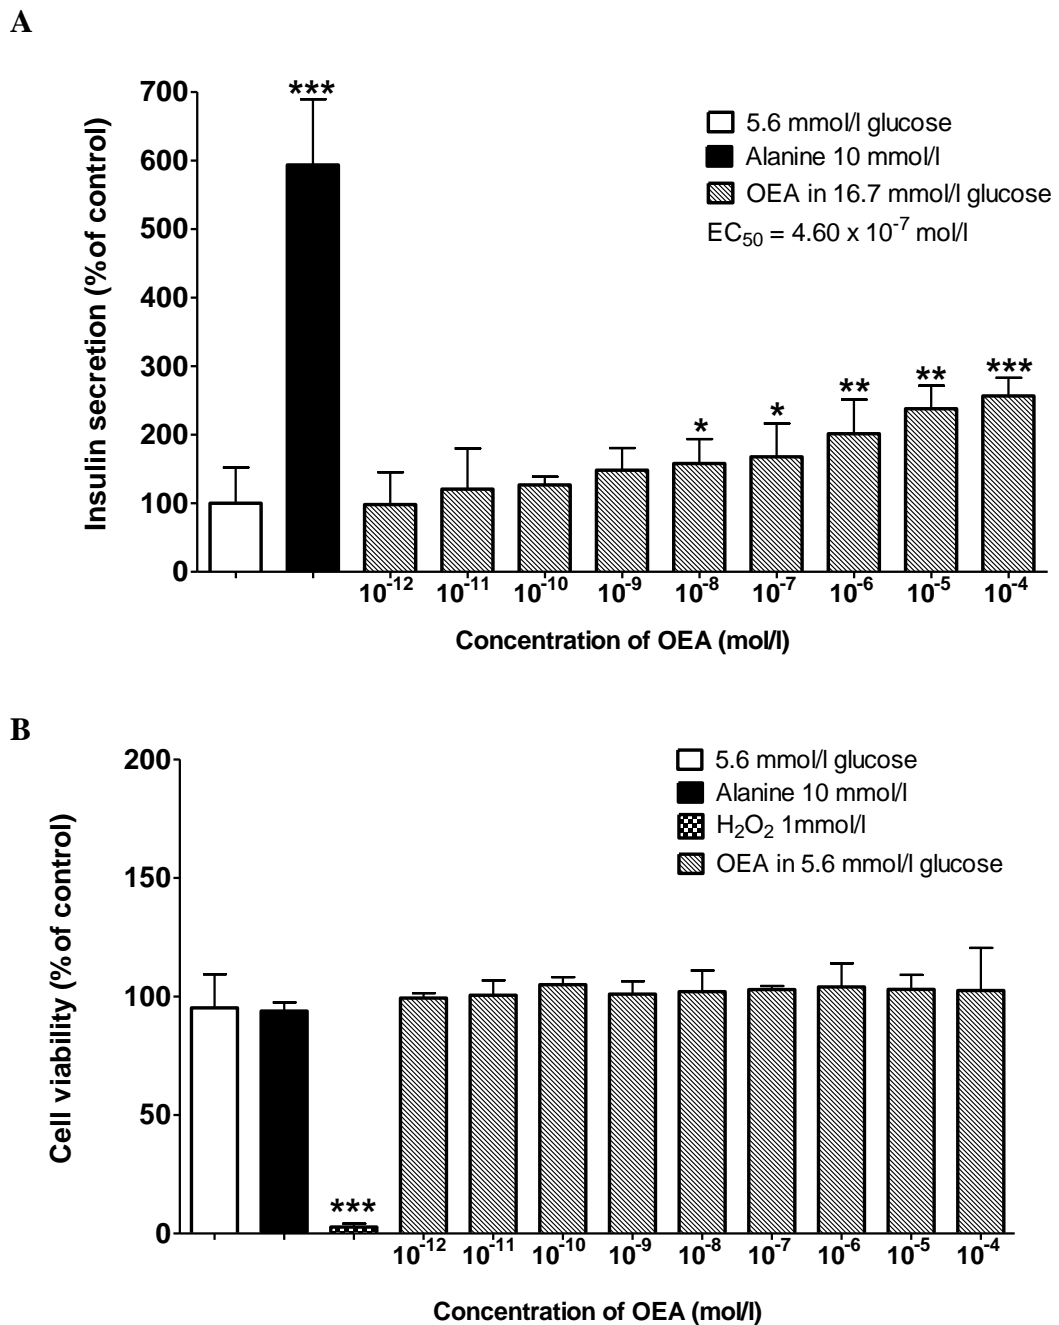 A
***
700
600
500
400
300
200
100
0
Insulin secretion (% of control)
5.6 mmol/l glucose
Alanine 10 mmol/l
OEA in 16.7 mmol/l glucose
EC₅₀ = 4.60 x 10⁻⁷ mol/l
* * ** ** ***
10⁻¹² 10⁻¹¹ 10⁻¹⁰ 10⁻⁹ 10⁻⁸ 10⁻⁷ 10⁻⁶ 10⁻⁵ 10⁻⁴
Concentration of OEA (mol/l)
B
200
150
100
50
0
Cell viability (% of control)
5.6 mmol/l glucose
Alanine 10 mmol/l
H₂O₂ 1mmol/l
OEA in 5.6 mmol/l glucose
***
10⁻¹² 10⁻¹¹ 10⁻¹⁰ 10⁻⁹ 10⁻⁸ 10⁻⁷ 10⁻⁶ 10⁻⁵ 10⁻⁴
Concentration of OEA (mol/l)